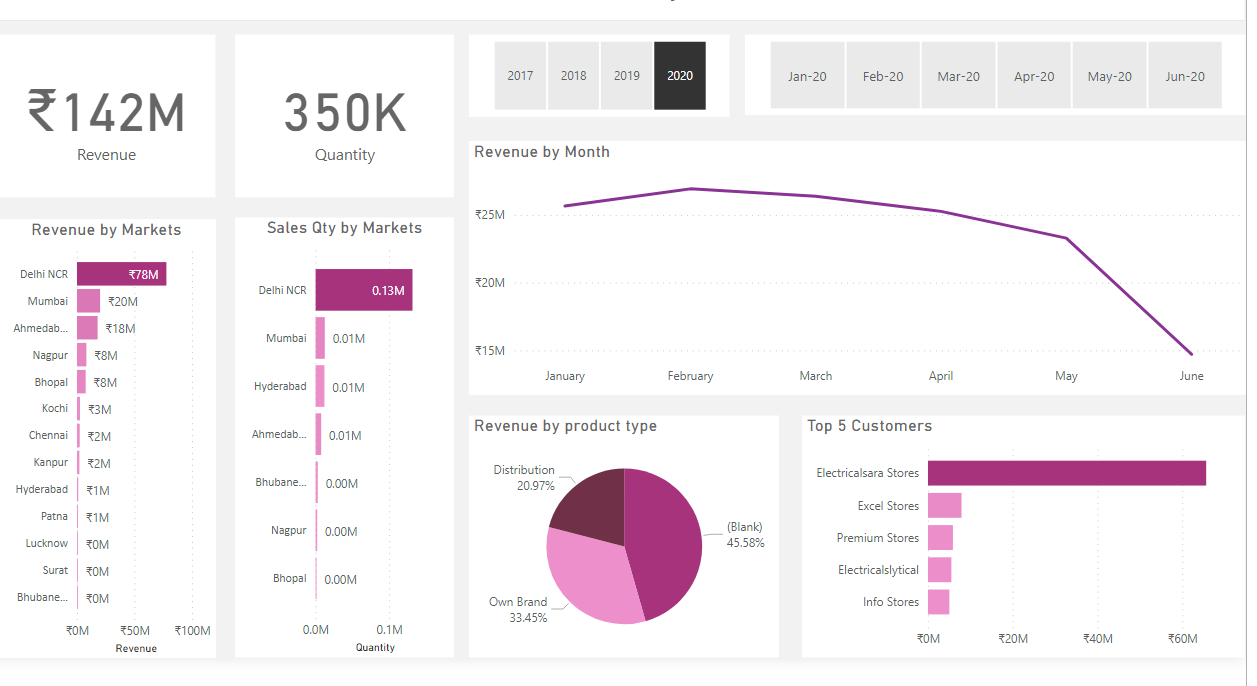 ₹142M
Revenue
350K
Quantity
2017 2018 2019 2020
Jan-20 Feb-20 Mar-20 Apr-20 May-20 Jun-20
Revenue by Month
₹25M
₹20M
₹15M
January February March April May June
Revenue by Markets
Delhi NCR ₹78M
Mumbai ₹20M
Ahmedab... ₹18M
Nagpur ₹8M
Bhopal ₹8M
Kochi ₹3M
Chennai ₹2M
Kanpur ₹2M
Hyderabad ₹1M
Patna ₹1M
Lucknow ₹0M
Surat ₹0M
Bhubane... ₹0M
₹0M ₹50M ₹100M
Revenue
Sales Qty by Markets
Delhi NCR 0.13M
Mumbai 0.01M
Hyderabad 0.01M
Ahmedab... 0.01M
Bhubane... 0.00M
Nagpur 0.00M
Bhopal 0.00M
0.0M 0.1M
Quantity
Revenue by product type
Distribution
20.97%
(Blank)
45.58%
Own Brand
33.45%
Top 5 Customers
Electricalsara Stores
Excel Stores
Premium Stores
Electricalslytical
Info Stores
₹0M ₹20M ₹40M ₹60M